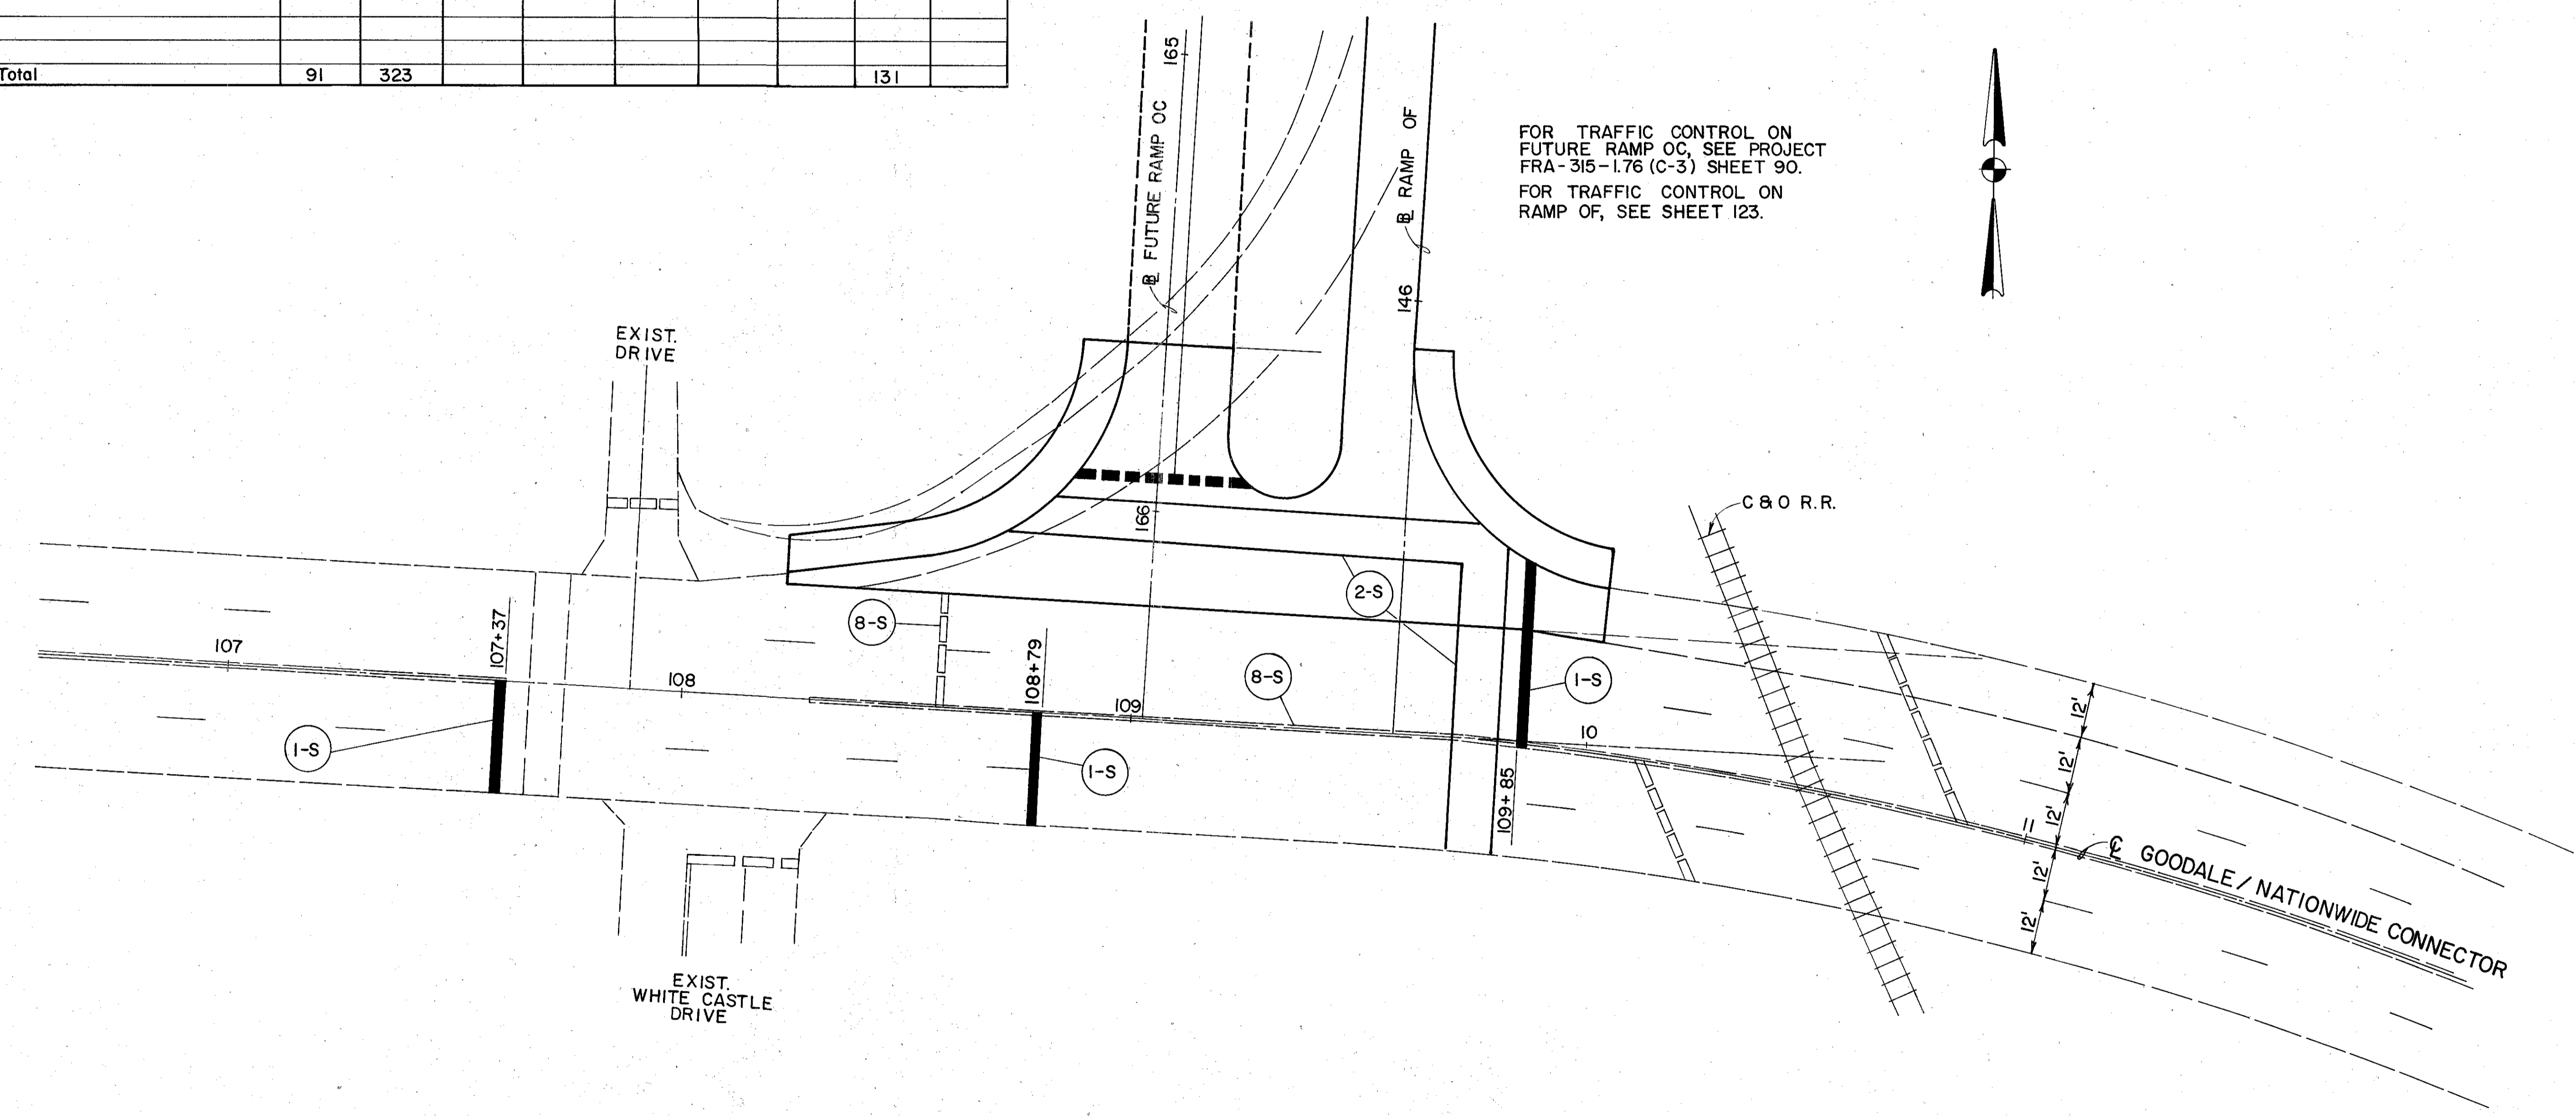 Total 91 323 131
165
FUTURE RAMP OC
RAMP OF
146
FOR TRAFFIC CONTROL ON
FUTURE RAMP OC, SEE PROJECT
FRA-315-1.76 (C-3) SHEET 90.
FOR TRAFFIC CONTROL ON
RAMP OF, SEE SHEET 123.
EXIST.
DRIVE
C & O R.R.
166
2-S
8-S
107+37
107
108
108+79
109
8-S
1-S
10
1-S
1-S
109+85
12'
12'
12'
12'
12'
11
GOODALE / NATIONWIDE CONNECTOR
EXIST.
WHITE CASTLE
DRIVE